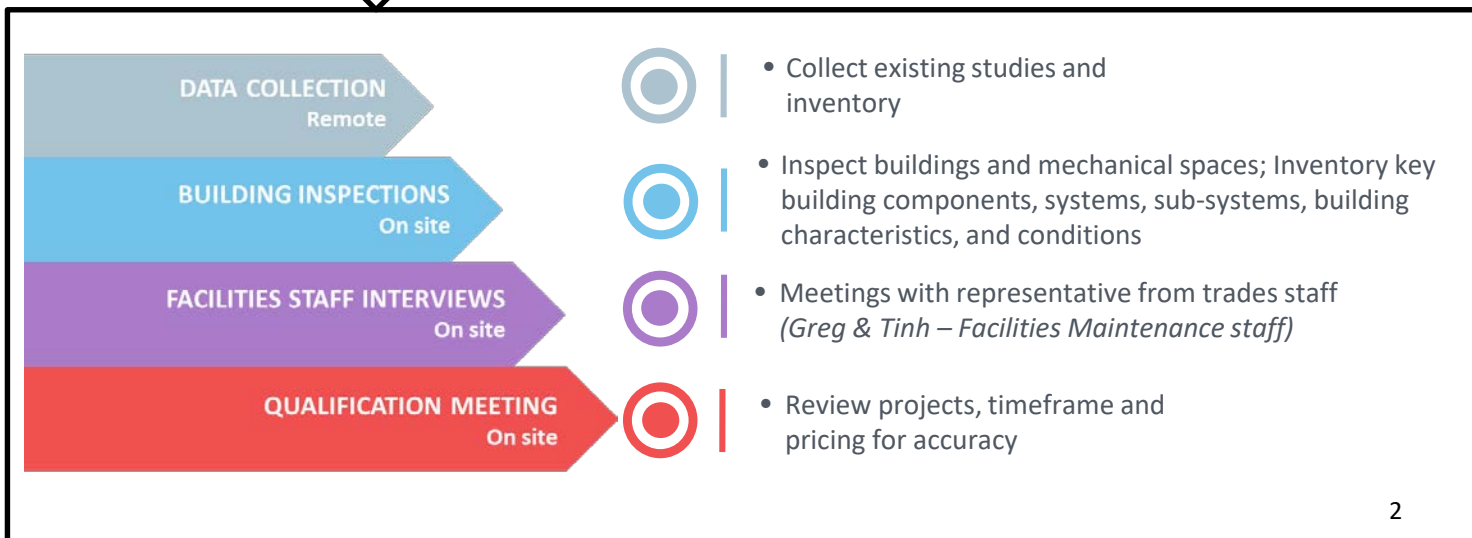 DATA COLLECTION
Remote
• Collect existing studies and
inventory
BUILDING INSPECTIONS
On site
• Inspect buildings and mechanical spaces; Inventory key
building components, systems, sub-systems, building
characteristics, and conditions
FACILITIES STAFF INTERVIEWS
On site
• Meetings with representative from trades staff
(Greg & Tinh – Facilities Maintenance staff)
QUALIFICATION MEETING
On site
• Review projects, timeframe and
pricing for accuracy
2